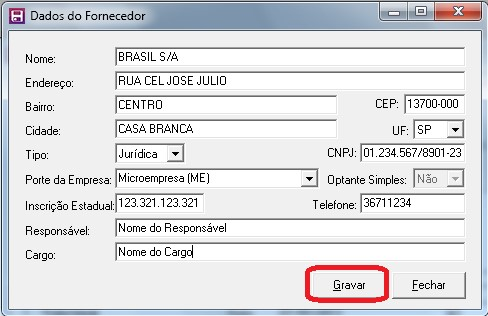 Dados do Fornecedor
Nome: BRASIL S/A
Endereço: RUA CEL JOSE JULIO
Bairro: CENTRO CEP: 13700-000
Cidade: CASA BRANCA UF: SP
Tipo: Jurídica CNPJ: 01.234.567/8901-23
Porte da Empresa: Microempresa (ME) Optante Simples: Não
Inscrição Estadual: 123.321.123.321 Telefone: 36711234
Responsável: Nome do Responsável
Cargo: Nome do Cargo
Gravar Fechar